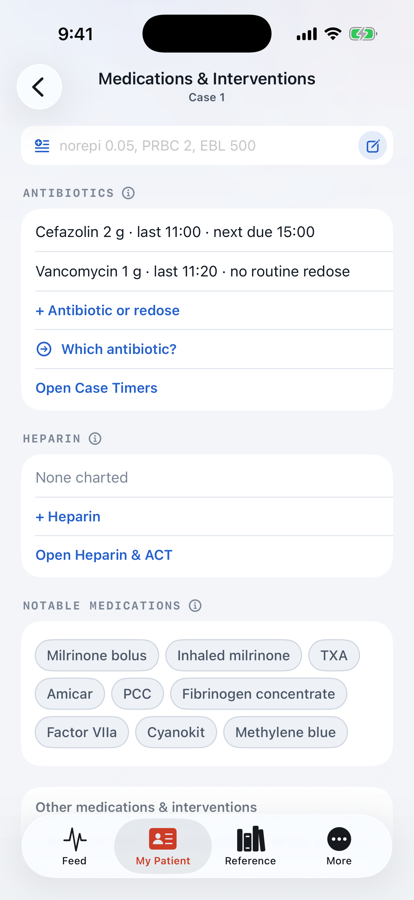 9:41
Medications & Interventions
Case 1
norepi 0.05, PRBC 2, EBL 500
ANTIBIOTICS
Cefazolin 2 g · last 11:00 · next due 15:00
Vancomycin 1 g · last 11:20 · no routine redose
+ Antibiotic or redose
Which antibiotic?
Open Case Timers
HEPARIN
None charted
+ Heparin
Open Heparin & ACT
NOTABLE MEDICATIONS
Milrinone bolus Inhaled milrinone TXA
Amicar PCC Fibrinogen concentrate
Factor VIIa Cyanokit Methylene blue
Other medications & interventions
Feed My Patient Reference More